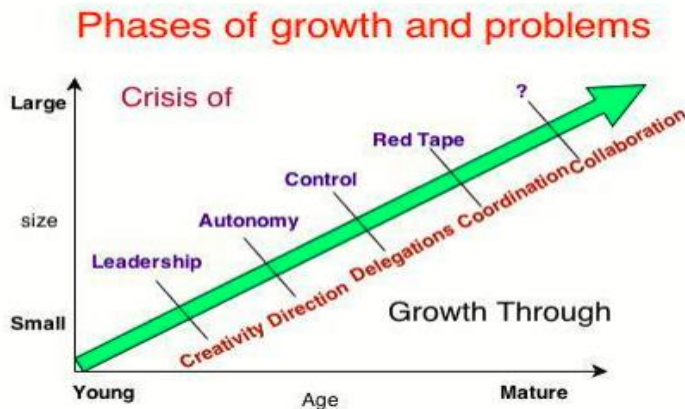 Phases of growth and problems
Large
Crisis of
?
Red Tape
Collaboration
Control
Coordination
size
Autonomy
Delegations
Leadership
Direction
Creativity
Growth Through
Small
Young
Age
Mature